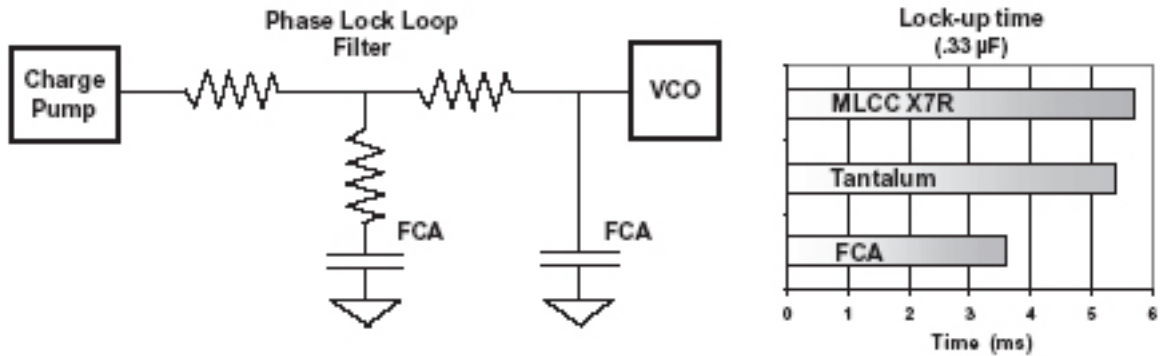 Phase Lock Loop
Filter
Charge
Pump
VCO
FCA
FCA
Lock-up time
(.33 µF)
MLCC X7R
Tantalum
FCA
0 1 2 3 4 5 6
Time (ms)